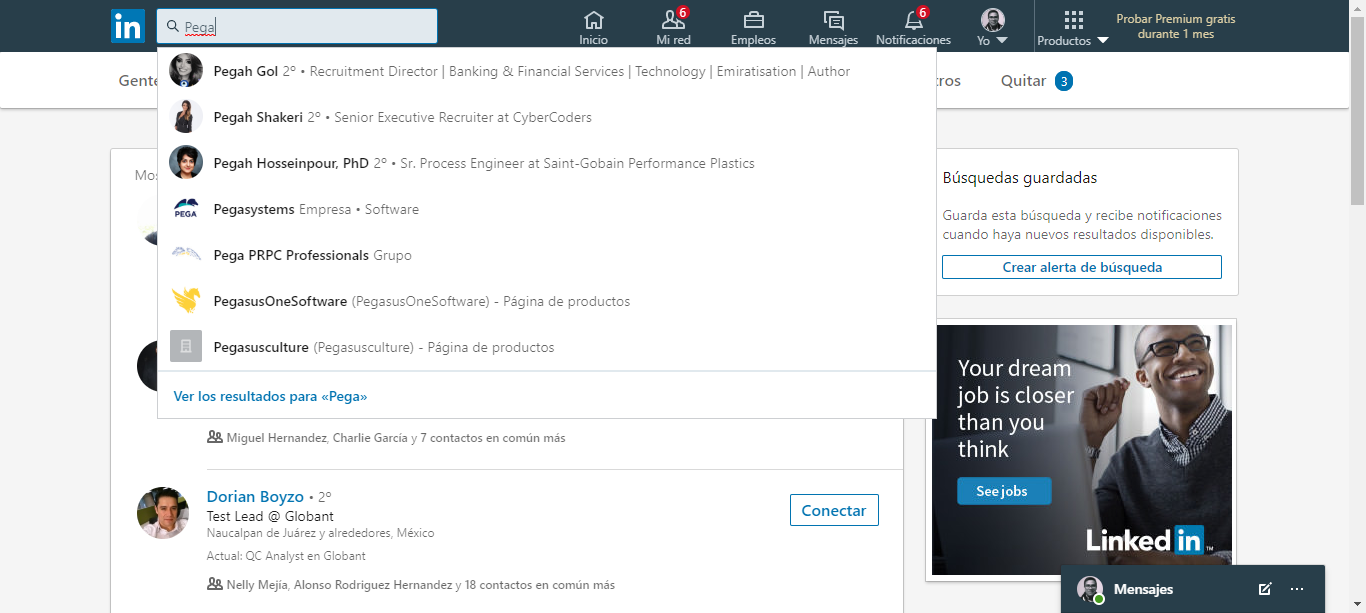 in
Pega
Inicio
6
Mi red
Empleos
Mensajes
6
Notificaciones
Yo
Productos
Probar Premium gratis
durante 1 mes
Gente
ros
Quitar 3
Pegah Gol 2º • Recruitment Director | Banking & Financial Services | Technology | Emiratisation | Author
Pegah Shakeri 2º • Senior Executive Recruiter at CyberCoders
Pegah Hosseinpour, PhD 2º • Sr. Process Engineer at Saint-Gobain Performance Plastics
PEGA
Pegasystems Empresa • Software
Pega PRPC Professionals Grupo
PegasusOneSoftware (PegasusOneSoftware) - Página de productos
Pegasusculture (Pegasusculture) - Página de productos
Ver los resultados para «Pega»
Mos
Miguel Hernandez, Charlie García y 7 contactos en común más
Dorian Boyzo • 2º
Test Lead @ Globant
Naucalpan de Juárez y alrededores, México
Actual: QC Analyst en Globant
Nelly Mejía, Alonso Rodriguez Hernandez y 18 contactos en común más
Conectar
Búsquedas guardadas
Guarda esta búsqueda y recibe notificaciones
cuando haya nuevos resultados disponibles.
Crear alerta de búsqueda
Your dream
job is closer
than you
think
See jobs
Linked in ™
Mensajes